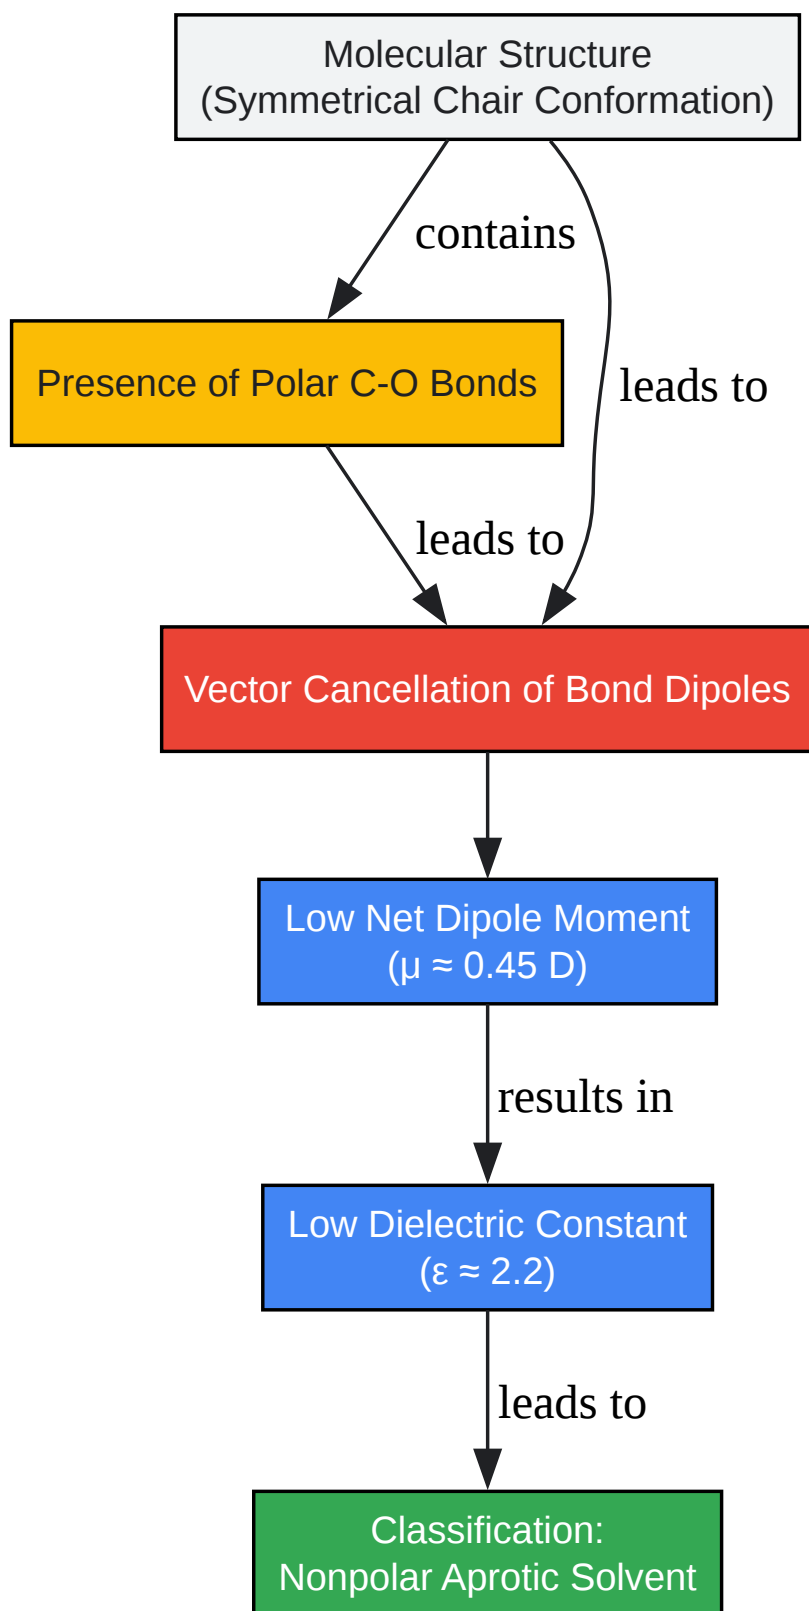 Molecular Structure
(Symmetrical Chair Conformation)
contains
Presence of Polar C-O Bonds
leads to
leads to
Vector Cancellation of Bond Dipoles
Low Net Dipole Moment
(μ ≈ 0.45 D)
results in
Low Dielectric Constant
(ε ≈ 2.2)
leads to
Classification:
Nonpolar Aprotic Solvent